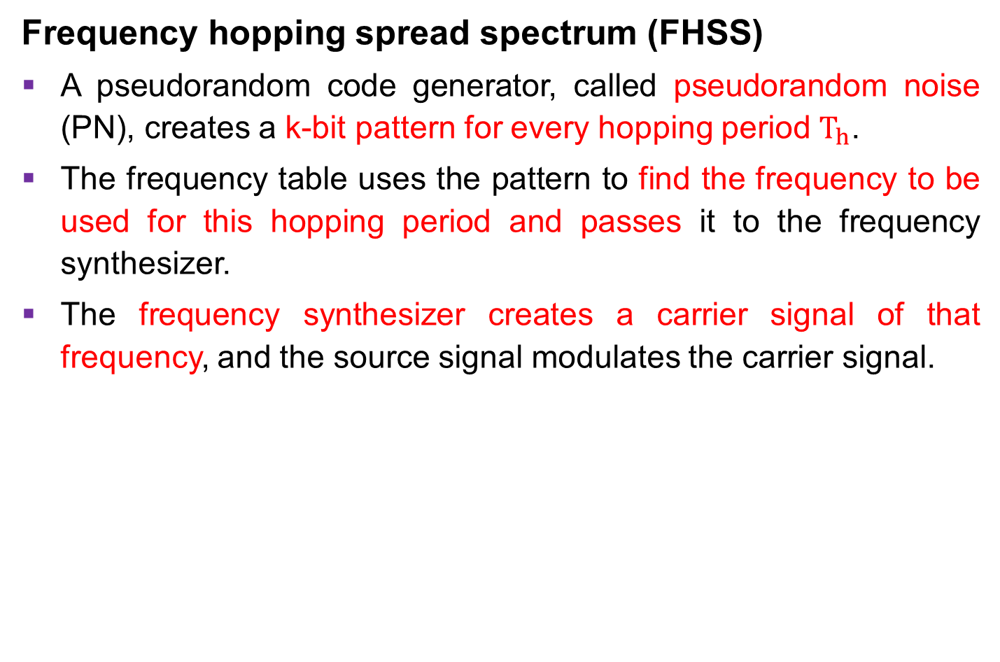 Frequency hopping spread spectrum (FHSS)
▪ A pseudorandom code generator, called pseudorandom noise
(PN), creates a k-bit pattern for every hopping period Tₕ.
▪ The frequency table uses the pattern to find the frequency to be
used for this hopping period and passes it to the frequency
synthesizer.
▪ The frequency synthesizer creates a carrier signal of that
frequency, and the source signal modulates the carrier signal.